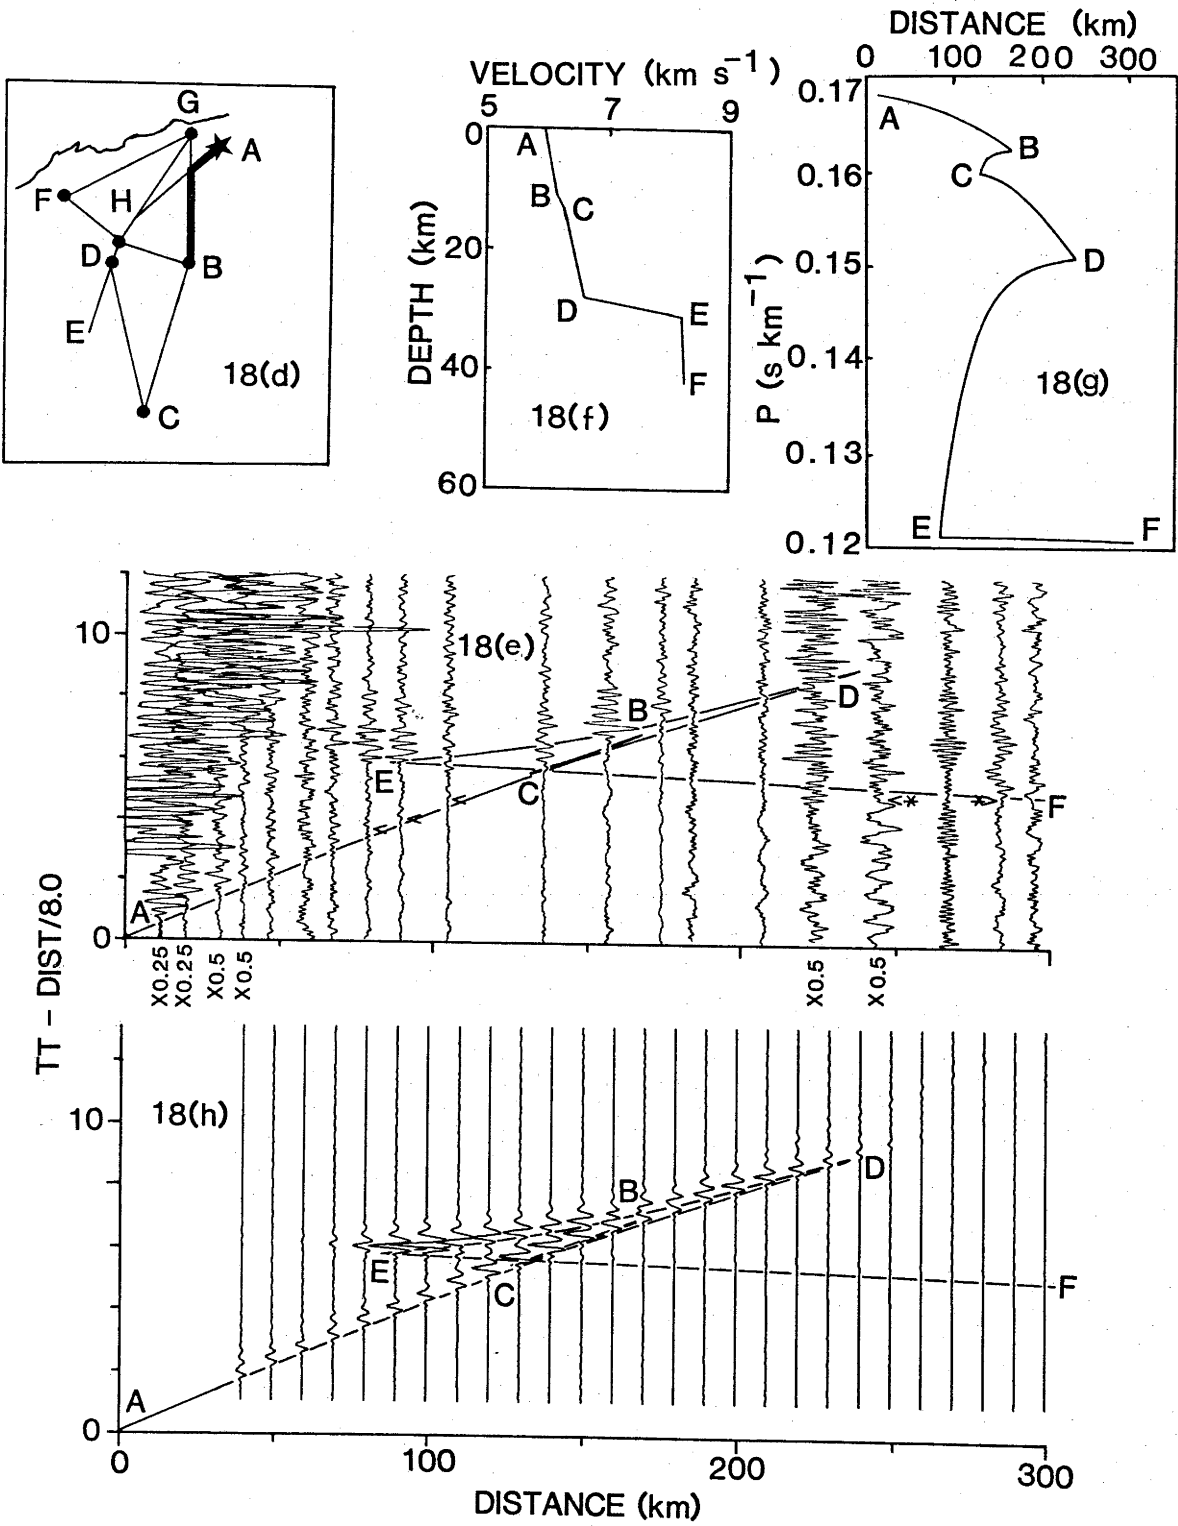 G
A
F
H
D
B
E
18(d)
C
VELOCITY (km s⁻¹)
5 7 9
0
A
B
C
20
D
E
40
F
18(f)
60
DEPTH (km)
DISTANCE (km)
0 100 200 300
0.17
A
B
0.16
C
D
0.15
0.14
18(g)
0.13
E
F
0.12
P (s km⁻¹)
10
18(e)
B
D
E
C
F
<*
*>
A
0
X0.25
X0.25
X0.5
X0.5
X0.5
X0.5
TT – DIST/8.0
10
18(h)
B
D
E
C
F
A
0
0 100 200 300
DISTANCE (km)